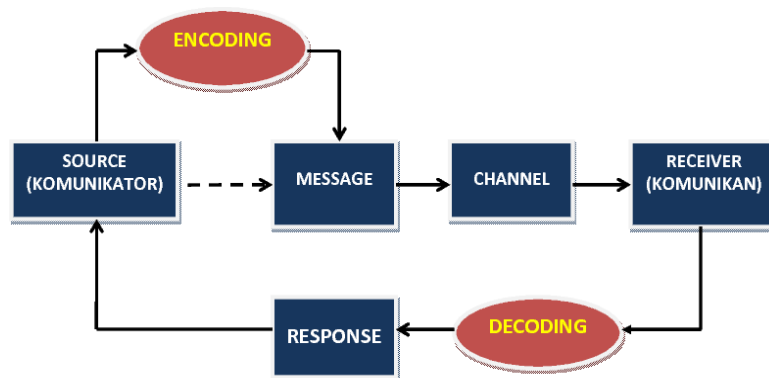 ENCODING
SOURCE
(KOMUNIKATOR)
MESSAGE
CHANNEL
RECEIVER
(KOMUNIKAN)
RESPONSE
DECODING